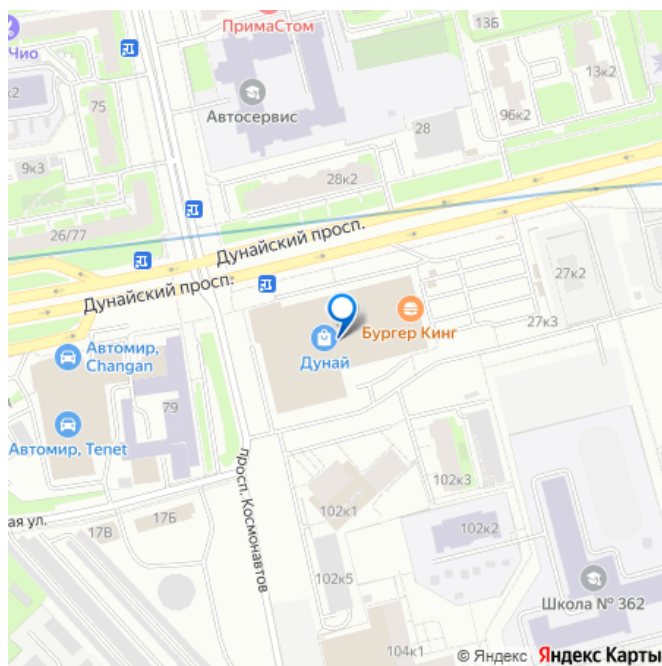 13Б
ПримаСтом
Чио
к2
75
Автосервис
13к2
96к2
28
9к3
28к2
26/77
Дунайский просп.
Дунайский просп.
27к2
27к3
Бургер Кинг
Дунай
Автомир,
Changan
79
Автомир, Tenet
просп. Космонавтов
ая ул.
17В
17Б
102к1
102к3
102к2
102к5
Школа № 362
104к1
© Яндекс Яндекс Карты